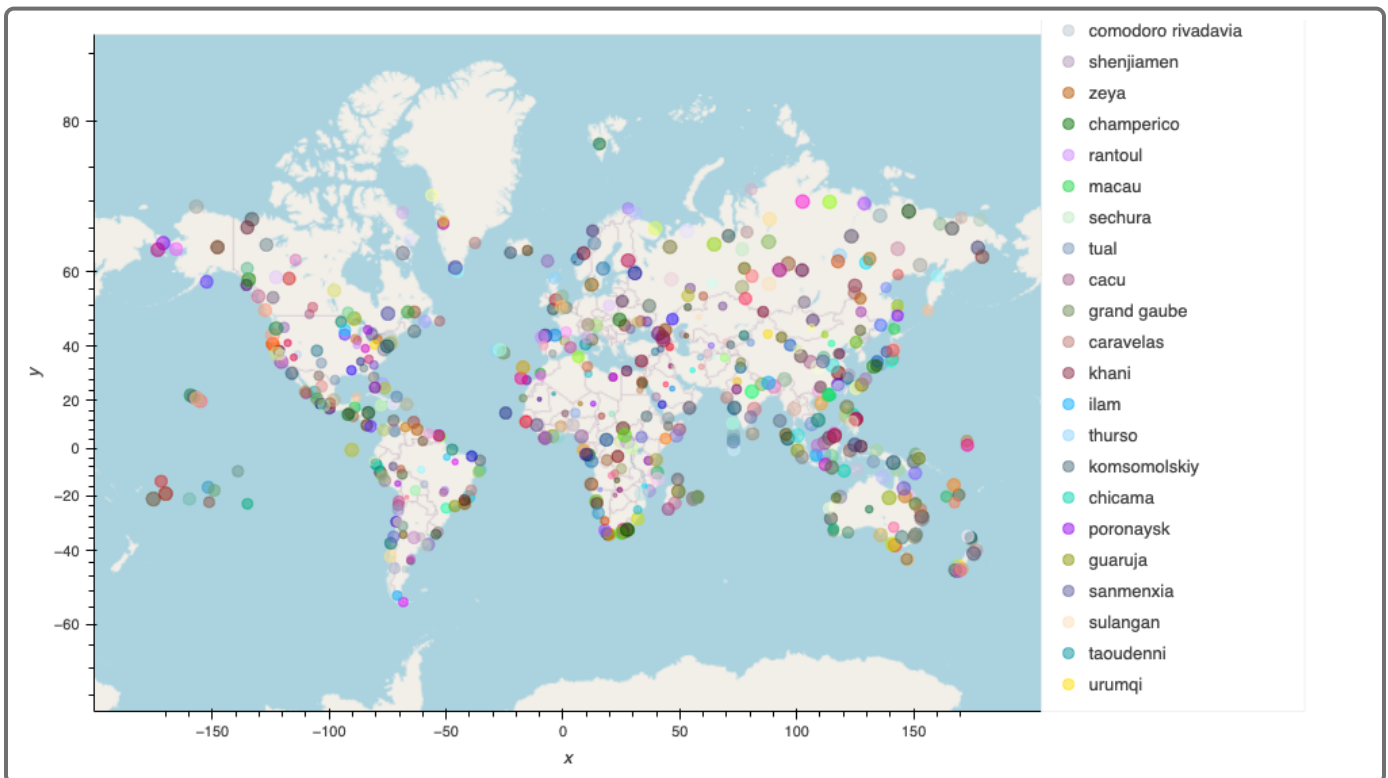 comodoro rivadavia
shenjiamen
zeya
champerico
rantoul
macau
sechura
tual
cacu
grand gaube
caravelas
khani
ilam
thurso
komsomolskiy
chicama
poronaysk
guaruja
sanmenxia
sulangan
taoudenni
urumqi
80
60
40
20
0
−20
−40
−60
y
−150
−100
−50
0
50
100
150
x